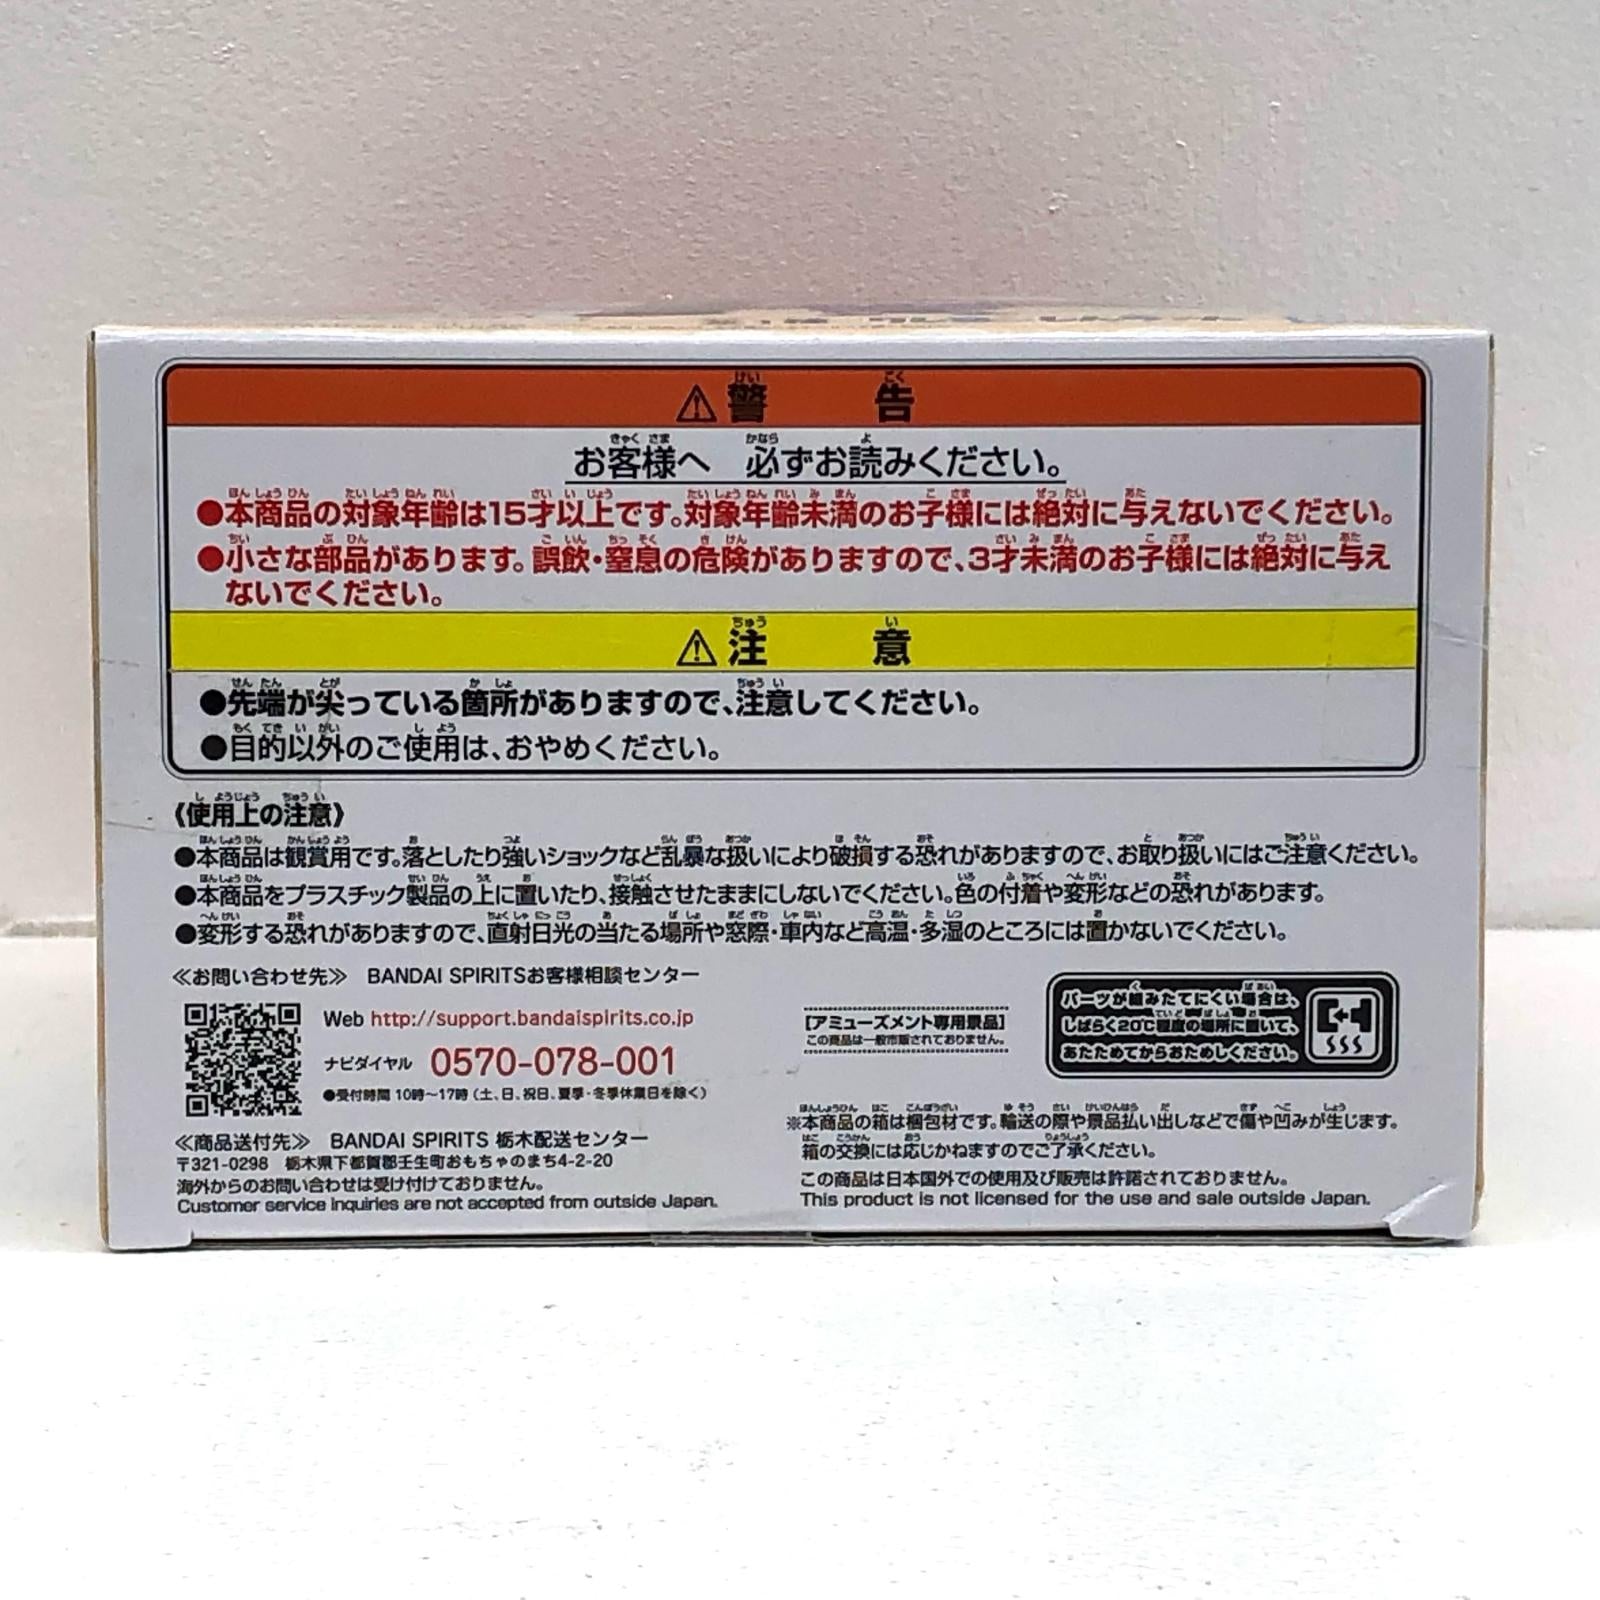 ⚠警告
お客様へ 必ずお読みください。
●本商品の対象年齢は15才以上です。対象年齢未満のお子様には絶対に与えないでください。
●小さな部品があります。誤飲・窒息の危険がありますので、3才未満のお子様には絶対に与え
ないでください。
⚠注意
●先端が尖っている箇所がありますので、注意してください。
●目的以外のご使用は、おやめください。
《使用上の注意》
●本商品は観賞用です。落としたり強いショックなど乱暴な扱いにより破損する恐れがありますので、お取り扱いにはご注意ください。
●本商品をプラスチック製品の上に置いたり、接触させたままにしないでください。色の付着や変形などの恐れがあります。
●変形する恐れがありますので、直射日光の当たる場所や窓際・車内など高温・多湿のところには置かないでください。
≪お問い合わせ先≫ BANDAI SPIRITSお客様相談センター
Web http://support.bandaispirits.co.jp
ナビダイヤル 0570-078-001
●受付時間 10時〜17時（土、日、祝日、夏季・冬季休業日を除く）
≪商品送付先≫ BANDAI SPIRITS 栃木配送センター
〒321-0298 栃木県下都賀郡壬生町おもちゃのまち4-2-20
海外からのお問い合わせは受け付けておりません。
Customer service inquiries are not accepted from outside Japan.
［アミューズメント専用景品］
この商品は一般市販されておりません。
パーツが組みたてにくい場合は、
しばらく20℃程度の場所に置いて、
あたためてからおためしください。
※本商品の箱は梱包材です。輸送の際や景品払い出しなどで傷や凹みが生じます。
箱の交換には応じかねますのでご了承ください。
この商品は日本国外での使用及び販売は許諾されておりません。
This product is not licensed for the use and sale outside Japan.